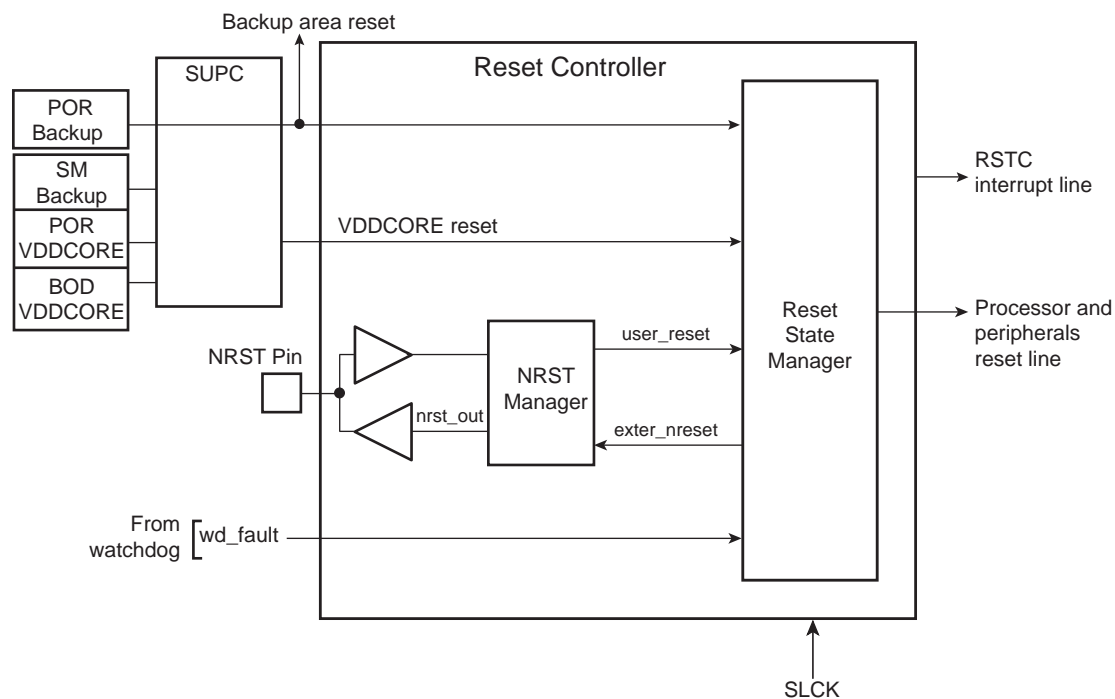 Backup area reset
SUPC
Reset Controller
POR
Backup
SM
Backup
POR
VDDCORE
BOD
VDDCORE
RSTC
interrupt line
VDDCORE reset
NRST Pin
NRST
Manager
user_reset
nrst_out
exter_nreset
Reset
State
Manager
Processor and
peripherals
reset line
From
watchdog
wd_fault
SLCK